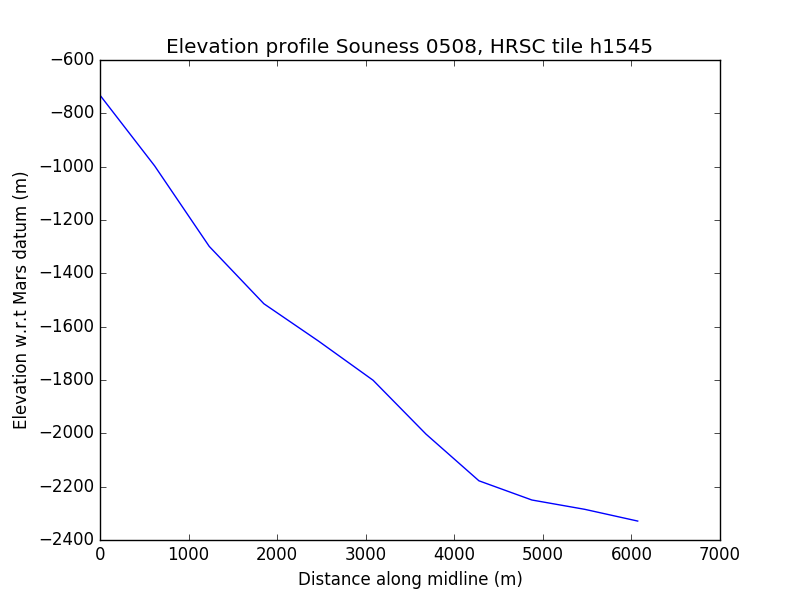 Elevation profile Souness 0508, HRSC tile h1545
−600
−800
−1000
−1200
−1400
−1600
−1800
−2000
−2200
−2400
Elevation w.r.t Mars datum (m)
0 1000 2000 3000 4000 5000 6000 7000
Distance along midline (m)